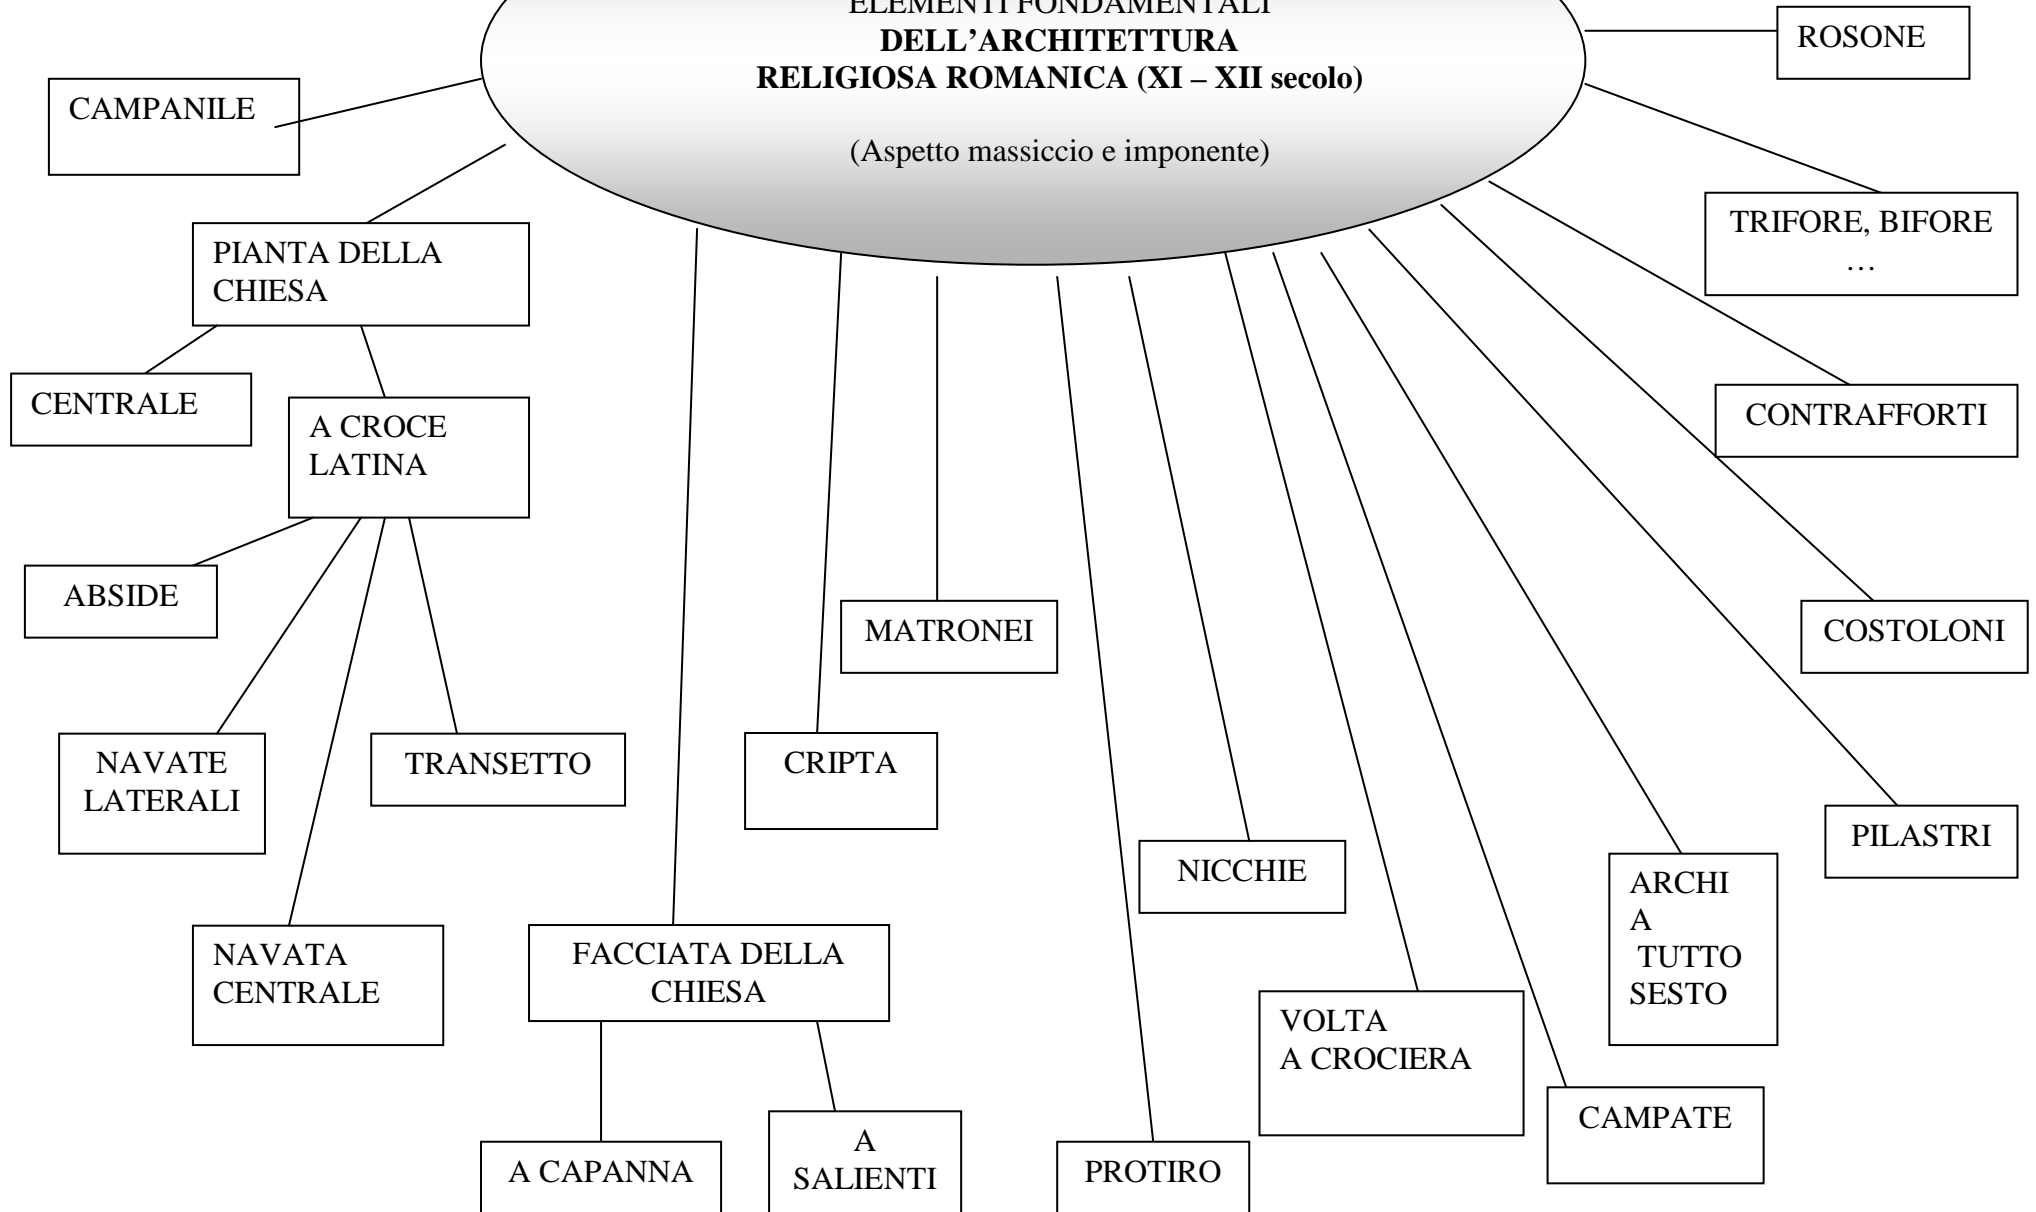 ELEMENTI FONDAMENTALI
DELL’ARCHITETTURA
RELIGIOSA ROMANICA (XI – XII secolo)
(Aspetto massiccio e imponente)
ROSONE
CAMPANILE
TRIFORE, BIFORE
…
PIANTA DELLA
CHIESA
CENTRALE
A CROCE
LATINA
CONTRAFFORTI
ABSIDE
MATRONEI
COSTOLONI
NAVATE
LATERALI
TRANSETTO
CRIPTA
PILASTRI
NICCHIE
ARCHI
A
TUTTO
SESTO
NAVATA
CENTRALE
FACCIATA DELLA
CHIESA
VOLTA
A CROCIERA
CAMPATE
A CAPANNA
A
SALIENTI
PROTIRO